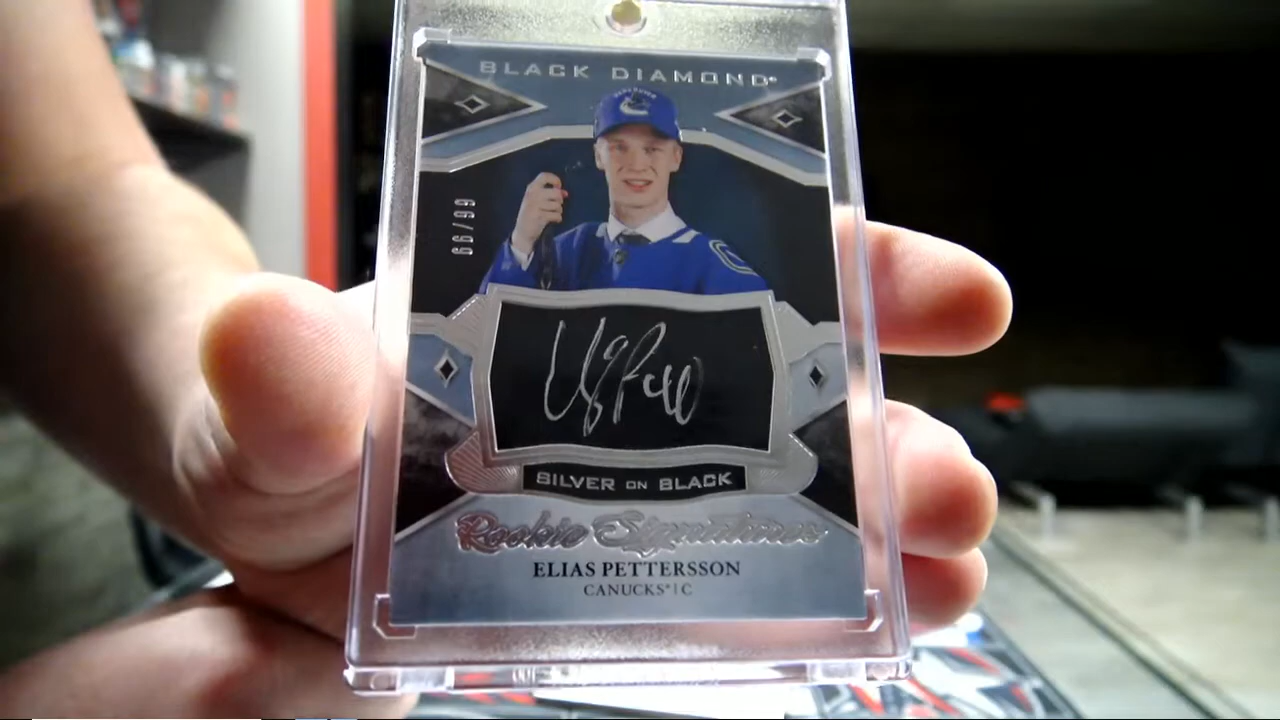 BLACK DIAMOND
66/99
SILVER ON BLACK
Rookie Signatures
ELIAS PETTERSSON
CANUCKS | C